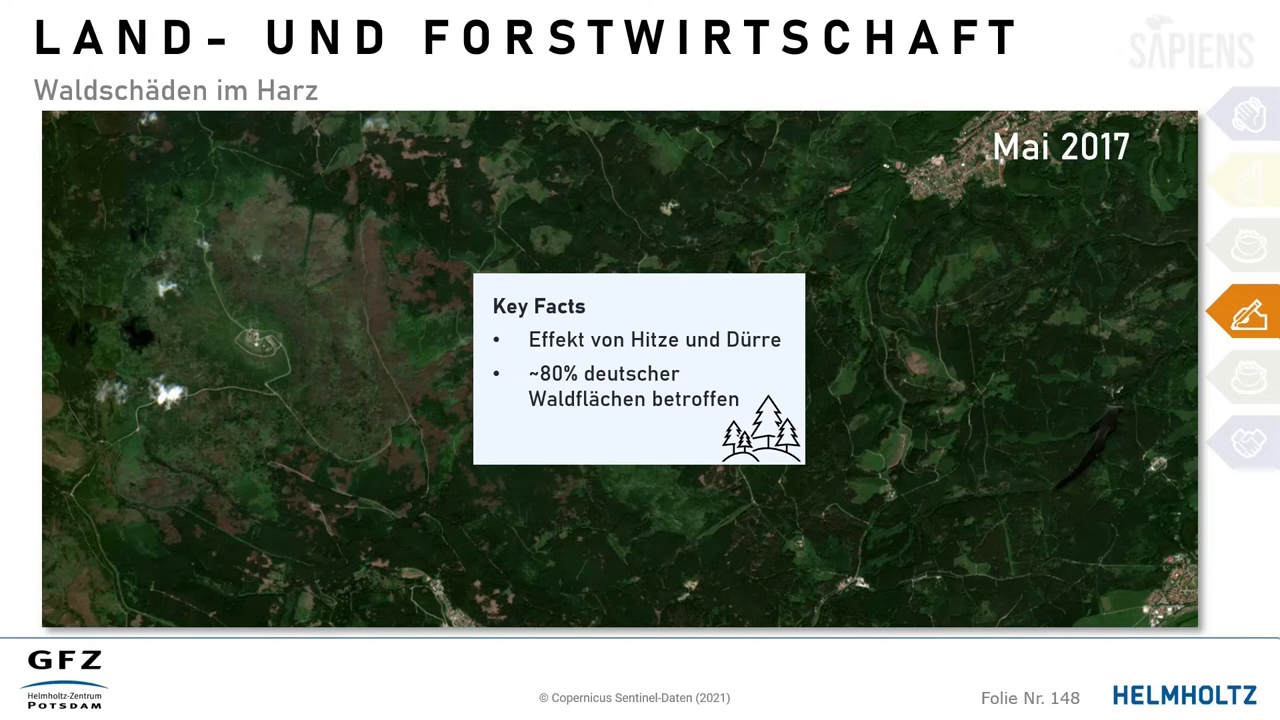 LAND- UND FORSTWIRTSCHAFT
SAPIENS
Waldschäden im Harz
Mai 2017
Key Facts
• Effekt von Hitze und Dürre
• ~80% deutscher
Waldflächen betroffen
GFZ
Helmholtz-Zentrum
POTSDAM
© Copernicus Sentinel-Daten (2021)
Folie Nr. 148
HELMHOLTZ